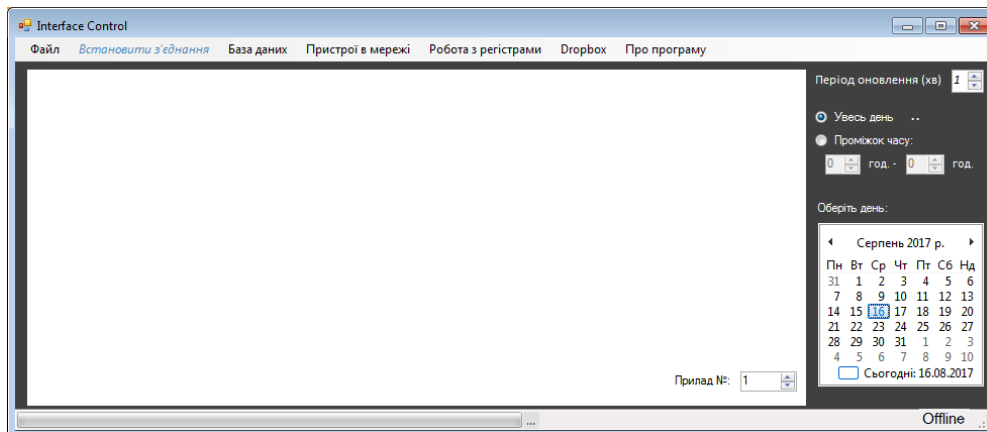 Interface Control
Файл Встановити з'єднання База даних Пристрої в мережі Робота з регістрами Dropbox Про програму
Період оновлення (хв) 1
Увесь день ..
Проміжок часу:
0 год. - 0 год.
Оберіть день:
Серпень 2017 р.
Пн Вт Ср Чт Пт Сб Нд
31 1 2 3 4 5 6
7 8 9 10 11 12 13
14 15 16 17 18 19 20
21 22 23 24 25 26 27
28 29 30 31 1 2 3
4 5 6 7 8 9 10
Сьогодні: 16.08.2017
Прилад №: 1
... Offline